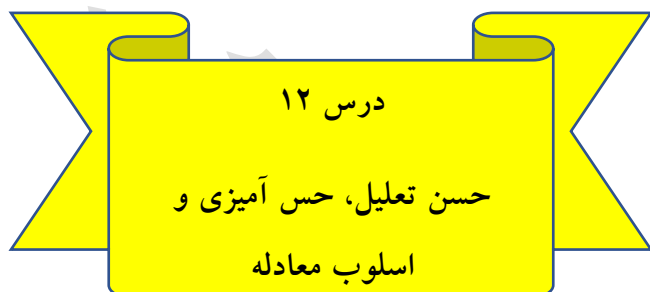 درس ۱۲
حسن تعلیل، حس آمیزی و
اسلوب معادله